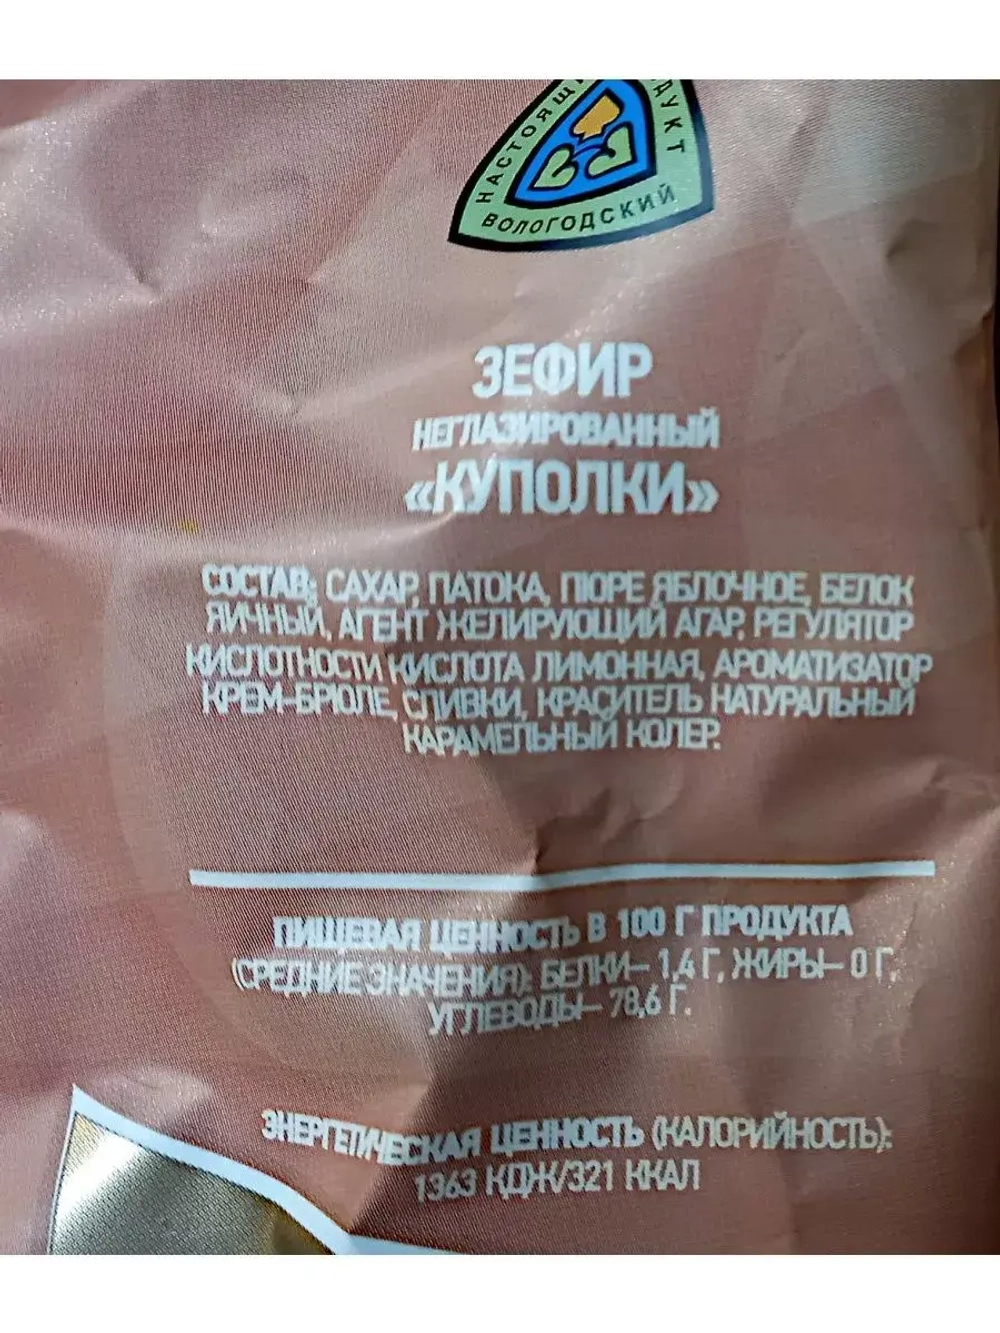 НАСТОЯЩИ
ДУКТ
ВОЛОГОДСКИЙ
ЗЕФИР
НЕГЛАЗИРОВАННЫЙ
«КУПОЛКИ»
СОСТАВ: САХАР, ПАТОКА, ПЮРЕ ЯБЛОЧНОЕ, БЕЛОК
ЯИЧНЫЙ, АГЕНТ ЖЕЛИРУЮЩИЙ АГАР, РЕГУЛЯТОР
КИСЛОТНОСТИ КИСЛОТА ЛИМОННАЯ, АРОМАТИЗАТОР
КРЕМ-БРЮЛЕ, СЛИВКИ, КРАСИТЕЛЬ НАТУРАЛЬНЫЙ
КАРАМЕЛЬНЫЙ КОЛЕР.
ПИЩЕВАЯ ЦЕННОСТЬ В 100 Г ПРОДУКТА
(СРЕДНИЕ ЗНАЧЕНИЯ): БЕЛКИ– 1,4 Г, ЖИРЫ– 0 Г,
УГЛЕВОДЫ– 78,6 Г.
ЭНЕРГЕТИЧЕСКАЯ ЦЕННОСТЬ (КАЛОРИЙНОСТЬ):
1363 КДЖ/321 ККАЛ